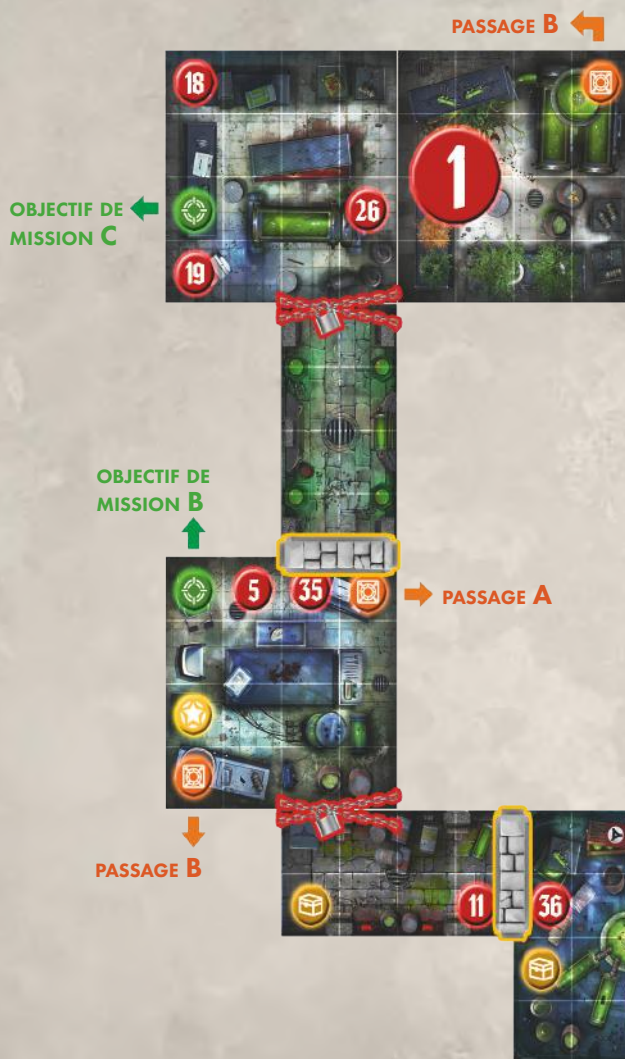 PASSAGE B
18
1
OBJECTIF DE
MISSION C
26
19
OBJECTIF DE
MISSION B
5
35
PASSAGE A
PASSAGE B
11
36